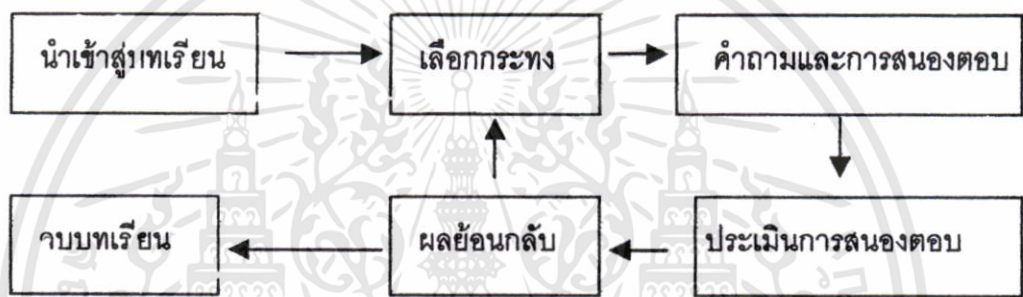 นำเข้าสู่บทเรียน
เลือกกระทง
คำถามและการสนองตอบ
จบบทเรียน
ผลย้อนกลับ
ประเมินการสนองตอบ